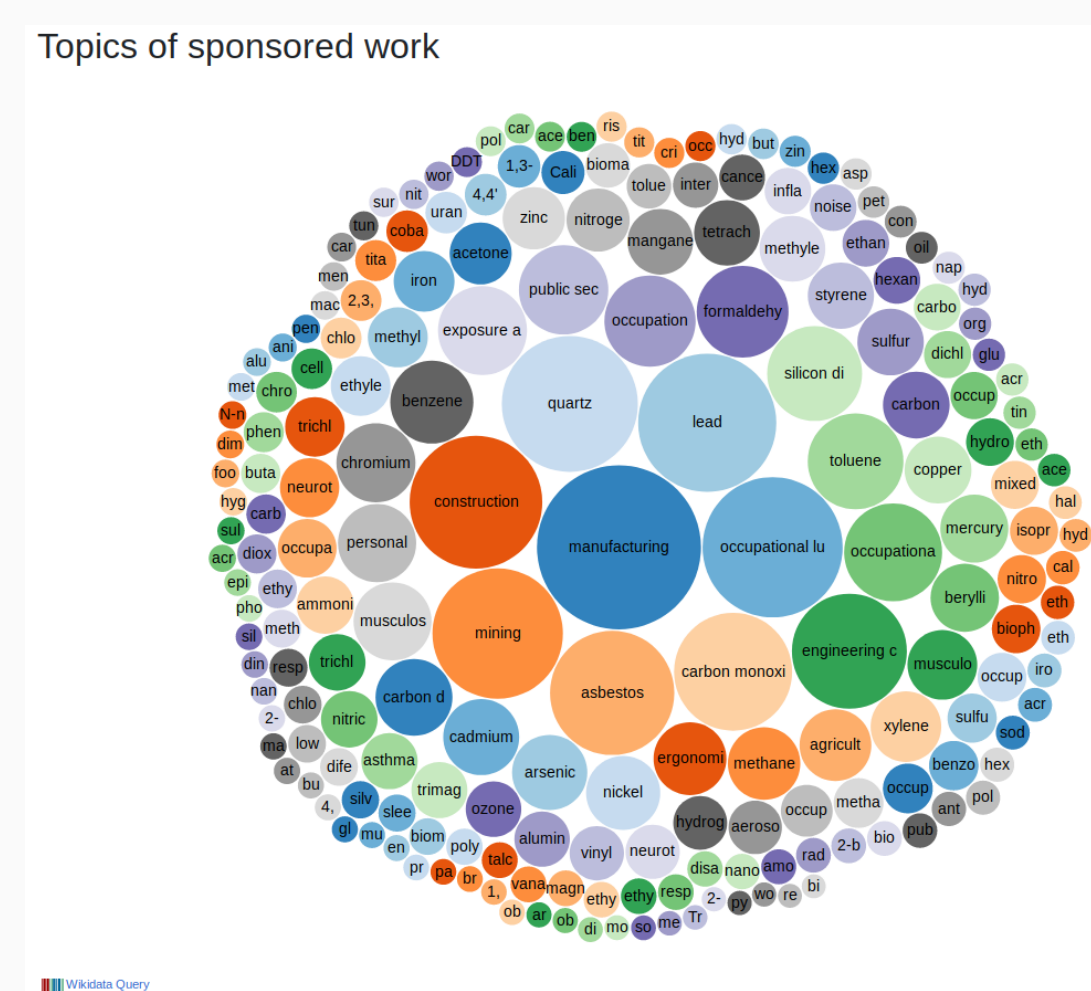 Topics of sponsored work
ris
car
ace
ben
tit
cri
occ
hyd
but
zin
pol
DDT
1,3-
Cali
bioma
hex
asp
wor
4,4'
tolue
inter
cance
infla
noise
pet
sur
nit
uran
zinc
nitroge
mangane
tetrach
methyle
ethan
con
oil
tun
coba
acetone
car
tita
iron
public sec
occupation
formaldehy
styrene
hexan
nap
hyd
men
mac
2,3,
exposure a
carbo
org
pen
chlo
methyl
sulfur
dichl
glu
ani
alu
cell
ethyle
benzene
quartz
lead
silicon di
carbon
occup
acr
met
chro
N-n
phen
trichl
toluene
hydro
tin
eth
dim
foo
buta
chromium
copper
ace
mixed
hyg
neurot
construction
hal
carb
sul
manufacturing
occupational lu
occupationa
mercury
isopr
hyd
acr
diox
occupa
personal
epi
ethy
ammoni
berylli
nitro
cal
pho
meth
musculos
mining
eth
sil
engineering c
bioph
eth
din
resp
trichl
asbestos
carbon monoxi
musculo
occup
iro
nan
chlo
carbon d
acr
2-
nitric
cadmium
xylene
sulfu
sod
ma
low
asthma
arsenic
ergonomi
methane
agricult
benzo
hex
at
dife
bu
trimag
nickel
occup
pol
4,
silv
slee
ozone
hydrog
aeroso
occup
metha
ant
gl
mu
biom
alumin
pub
en
poly
talc
vinyl
neurot
2-b
bio
pr
pa
br
vana
magn
disa
nano
amo
rad
1,
ethy
ethy
resp
2-
py
wo
re
bi
ob
ar
ob
di
mo
so
me
Tr
Wikidata Query